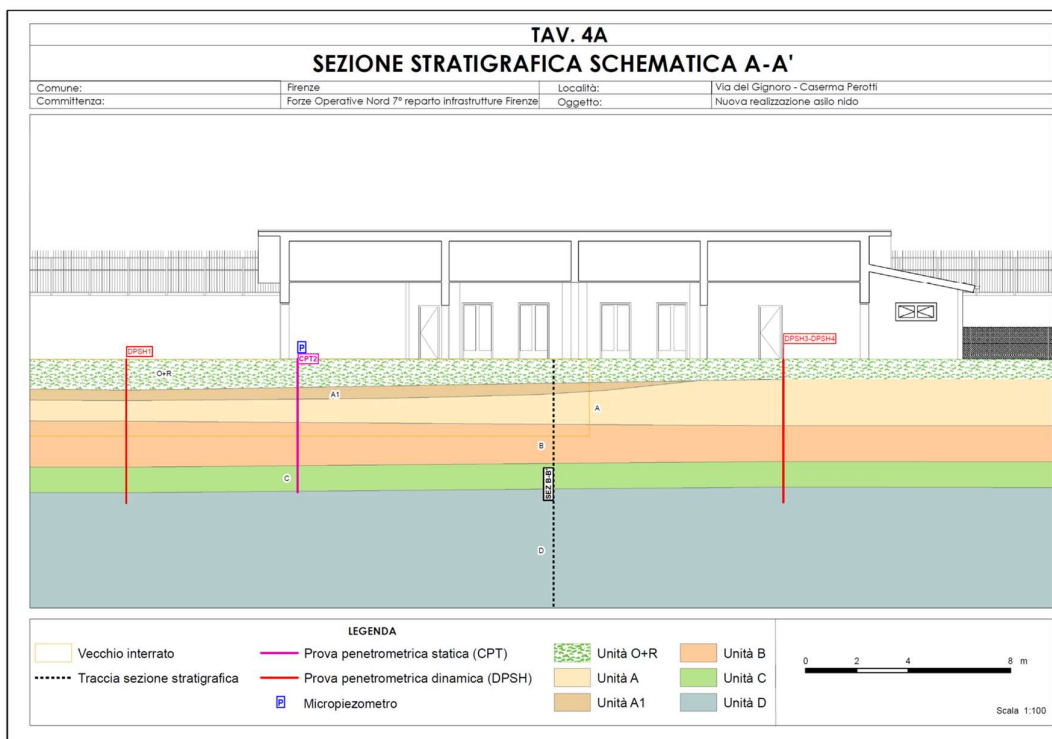 TAV. 4A
SEZIONE STRATIGRAFICA SCHEMATICA A-A'
Comune: Firenze Località: Via del Gignoro - Caserma Perotti
Committenza: Forze Operative Nord 7° reparto infrastrutture Firenze Oggetto: Nuova realizzazione asilo nido
DPSH3-DPSH4
P
DPSH1
CPT2
O+R
A1
A
B
C
SEZ B-B'
D
LEGENDA
Vecchio interrato
Traccia sezione stratigrafica
Prova penetrometrica statica (CPT)
Prova penetrometrica dinamica (DPSH)
P Micropiezometro
Unità O+R
Unità A
Unità A1
Unità B
Unità C
Unità D
0 2 4 8 m
Scala 1:100